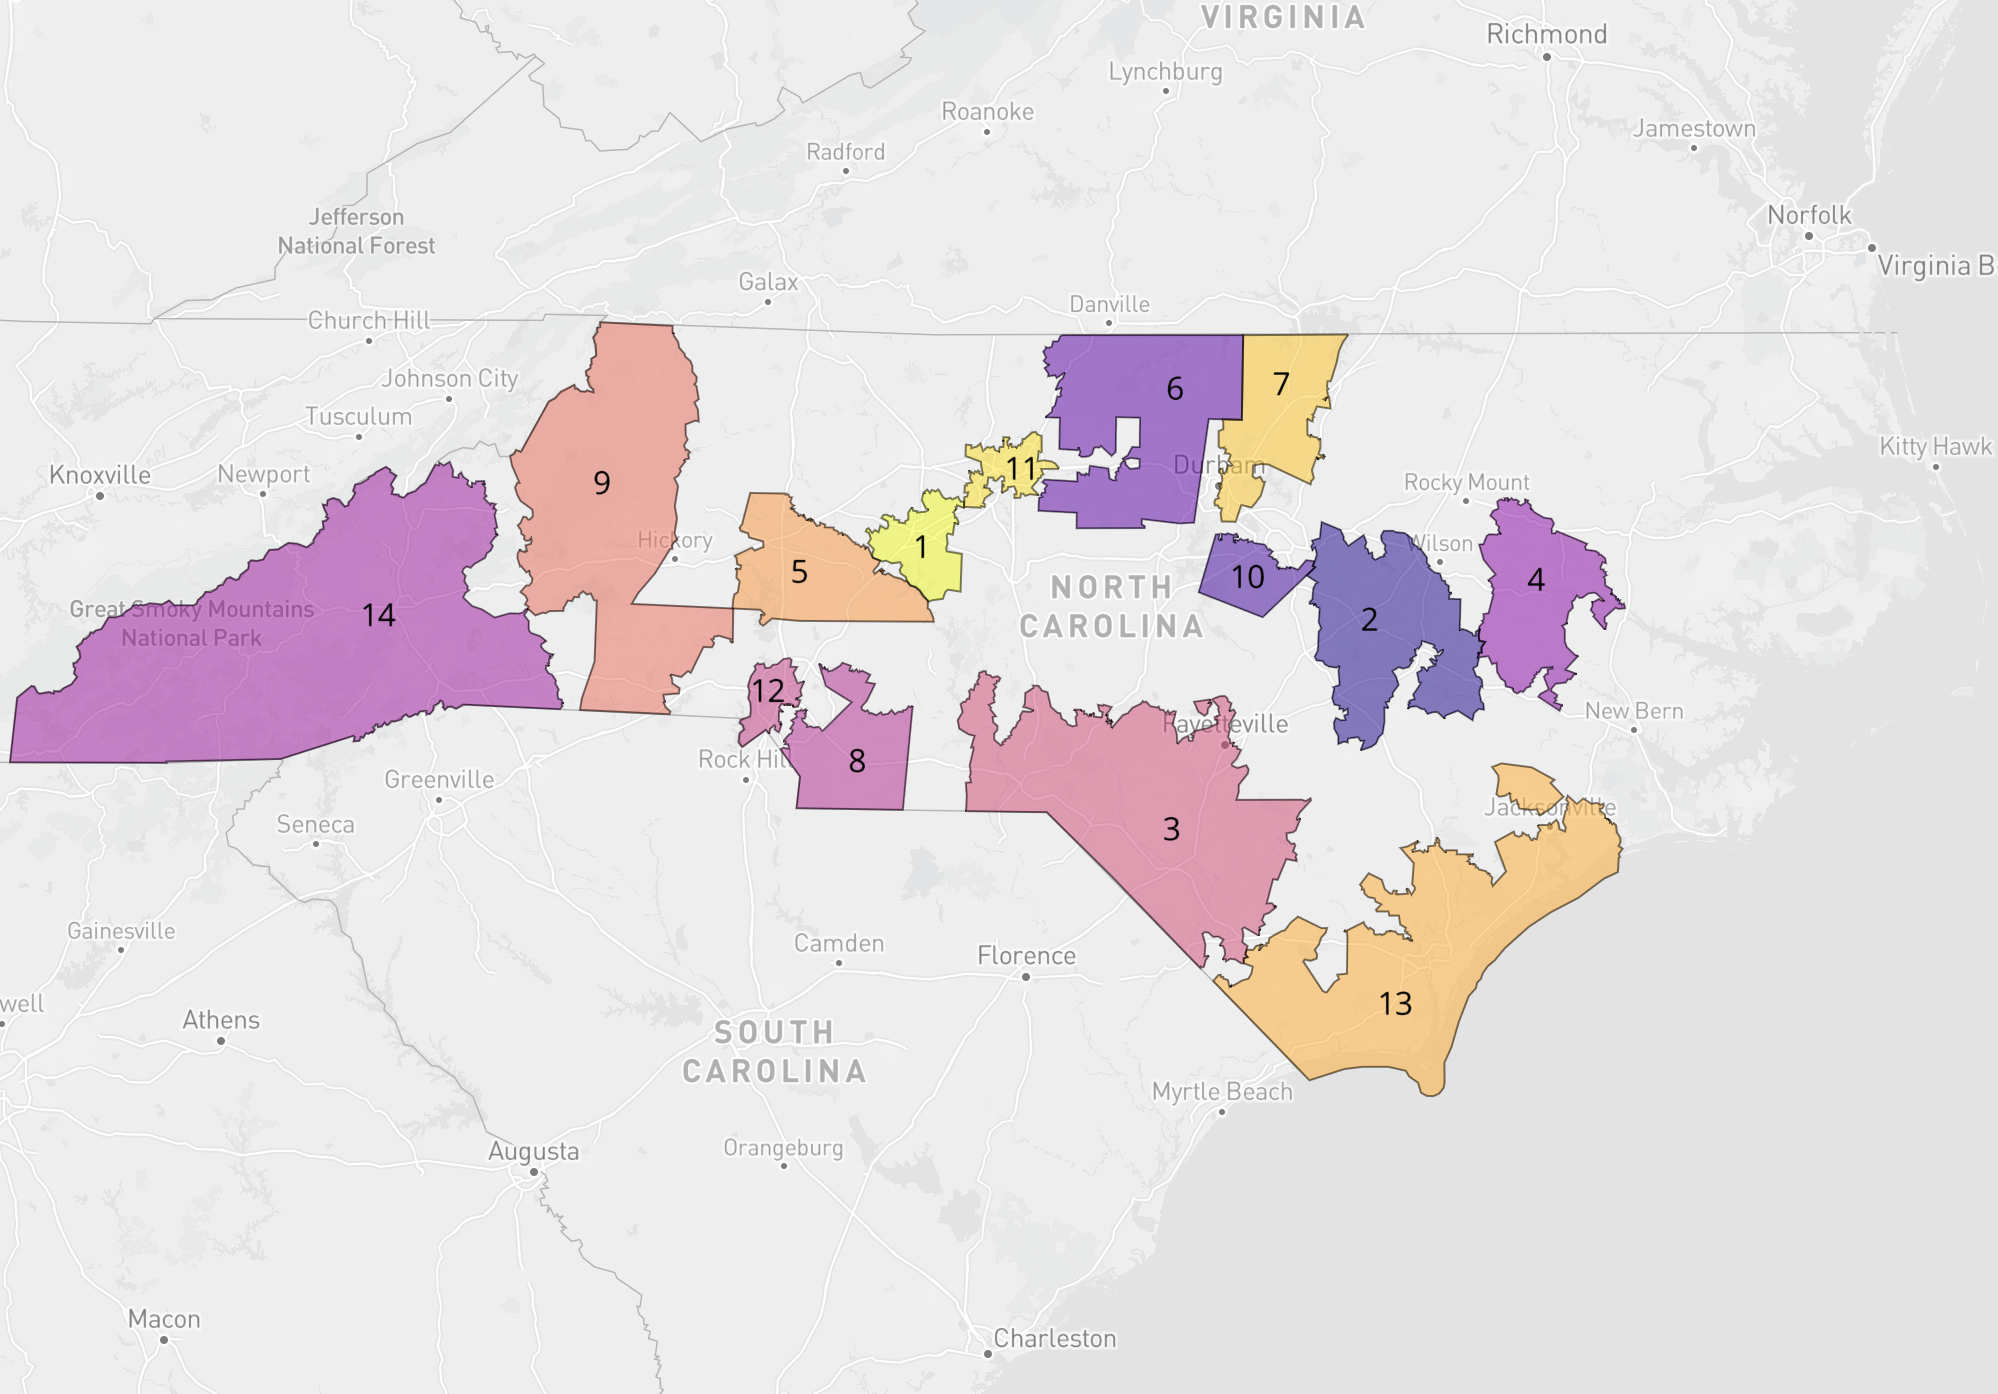 VIRGINIA
Richmond
Lynchburg
Roanoke
Jamestown
Radford
Jefferson
National Forest
Norfolk
Virginia B
Galax
Danville
Church Hill
Johnson City
6
7
Tusculum
Kitty Hawk
Knoxville
Newport
9
11
Durham
Rocky Mount
Hickory
1
Wilson
5
10
4
NORTH
CAROLINA
Great Smoky Mountains
National Park
14
2
12
New Bern
Fayetteville
Rock Hill
8
Greenville
Jacksonville
Seneca
3
Gainesville
Camden
Florence
well
13
Athens
SOUTH
CAROLINA
Myrtle Beach
Augusta
Orangeburg
Macon
Charleston